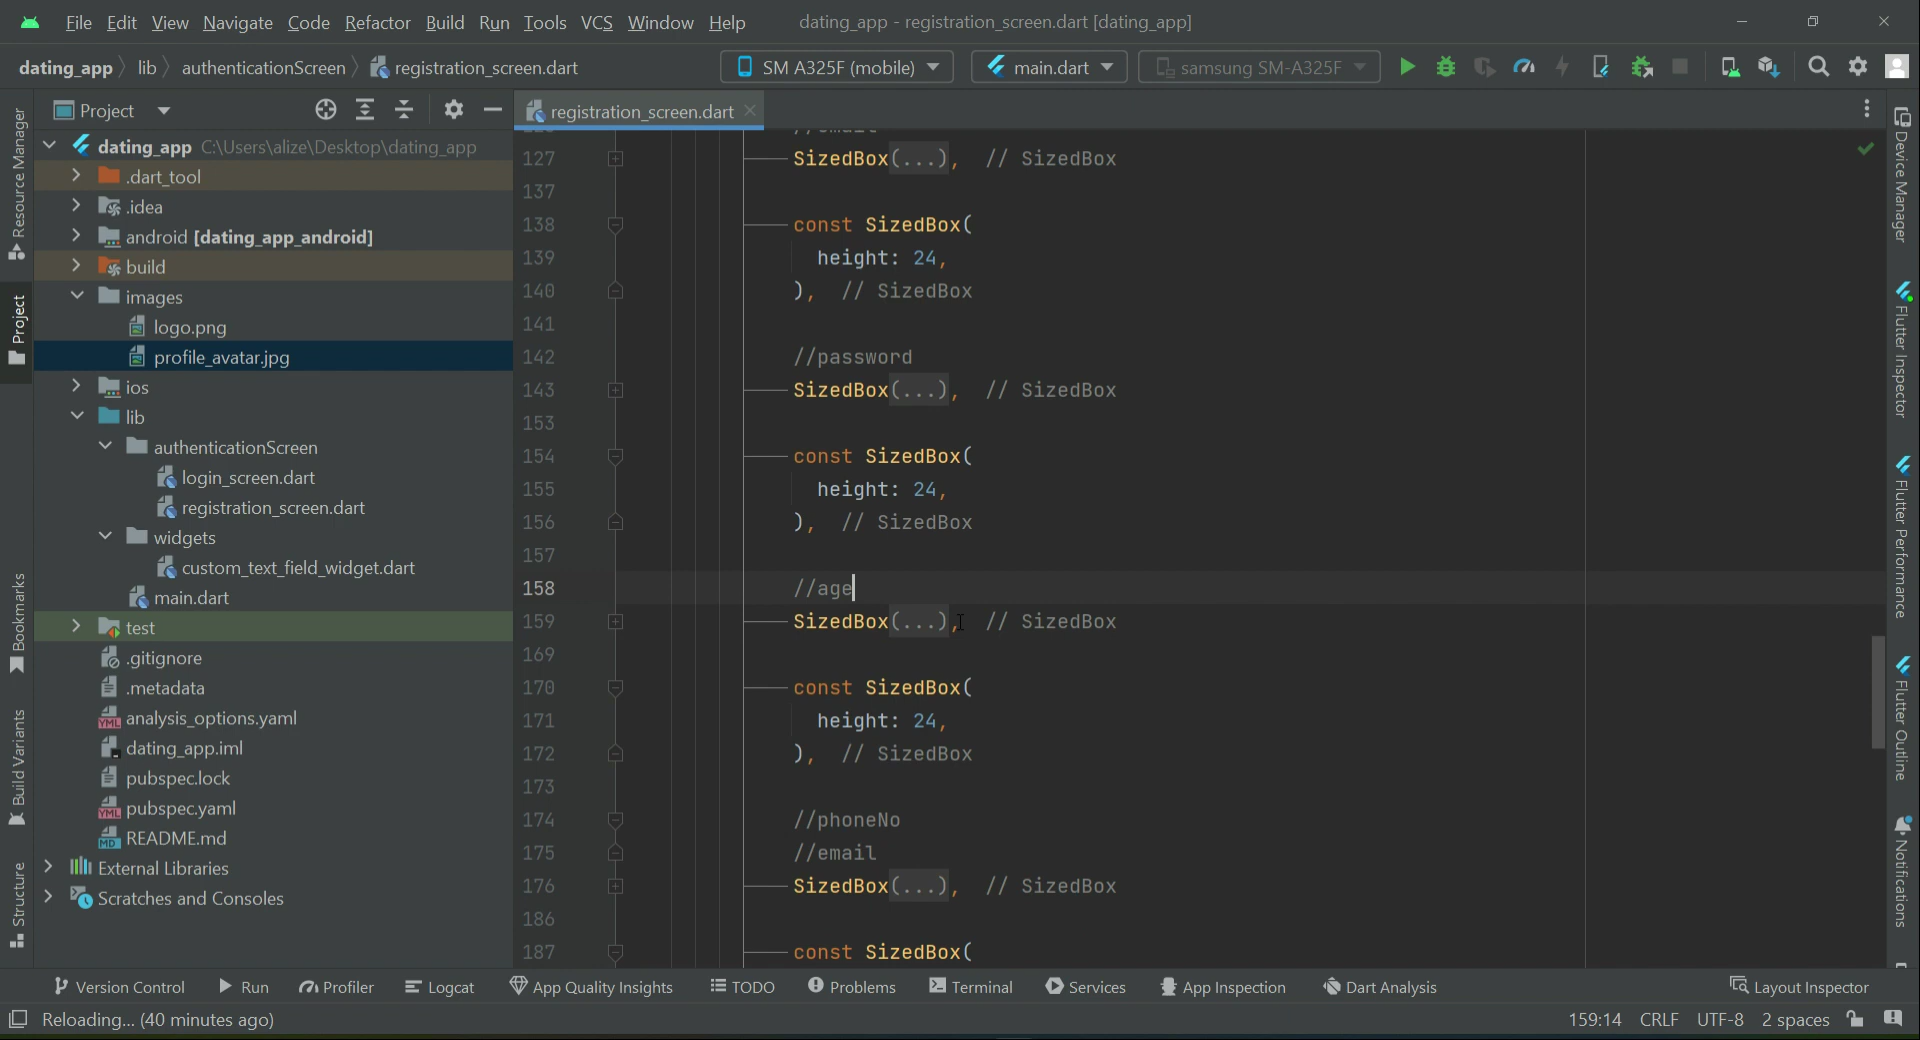 File Edit View Navigate Code Refactor Build Run Tools VCS Window Help dating_app - registration_screen.dart [dating_app]
dating_app lib authenticationScreen registration_screen.dart SM A325F (mobile) main.dart samsung SM-A325F
Project
registration_screen.dart
dating_app C:\Users\alize\Desktop\dating_app
.dart_tool
.idea
android [dating_app_android]
build
images
logo.png
profile_avatar.jpg
ios
lib
authenticationScreen
login_screen.dart
registration_screen.dart
widgets
custom_text_field_widget.dart
main.dart
test
.gitignore
.metadata
analysis_options.yaml
dating_app.iml
pubspec.lock
pubspec.yaml
README.md
External Libraries
Scratches and Consoles
Resource Manager
Project
Bookmarks
Build Variants
Structure
127 SizedBox(...), // SizedBox
137
138 const SizedBox(
139 height: 24,
140 ), // SizedBox
141
142 //password
143 SizedBox(...), // SizedBox
153
154 const SizedBox(
155 height: 24,
156 ), // SizedBox
157
158 //age
159 SizedBox(...), // SizedBox
169
170 const SizedBox(
171 height: 24,
172 ), // SizedBox
173
174 //phoneNo
175 //email
176 SizedBox(...), // SizedBox
186
187 const SizedBox(
Device Manager
Flutter Inspector
Flutter Performance
Flutter Outline
Notifications
Version Control Run Profiler Logcat App Quality Insights TODO Problems Terminal Services App Inspection Dart Analysis Layout Inspector
Reloading... (40 minutes ago) 159:14 CRLF UTF-8 2 spaces